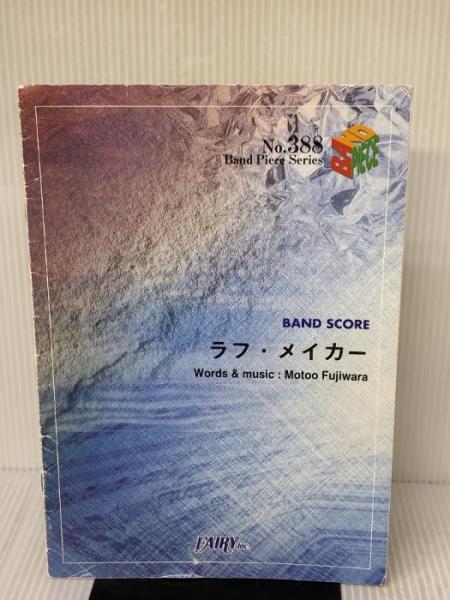 No.388
Band Piece Series
BAND
PIECE
BAND SCORE
ラフ・メイカー
Words & music : Motoo Fujiwara
FAIRY Inc.